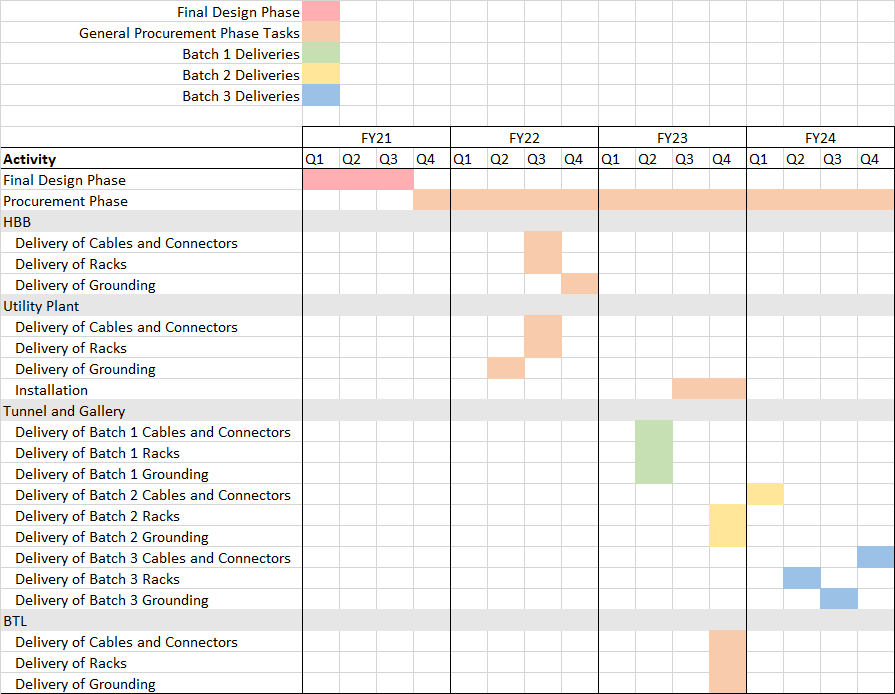 Final Design Phase
General Procurement Phase Tasks
Batch 1 Deliveries
Batch 2 Deliveries
Batch 3 Deliveries
FY21 FY22 FY23 FY24
Activity Q1 Q2 Q3 Q4 Q1 Q2 Q3 Q4 Q1 Q2 Q3 Q4 Q1 Q2 Q3 Q4
Final Design Phase
Procurement Phase
HBB
Delivery of Cables and Connectors
Delivery of Racks
Delivery of Grounding
Utility Plant
Delivery of Cables and Connectors
Delivery of Racks
Delivery of Grounding
Installation
Tunnel and Gallery
Delivery of Batch 1 Cables and Connectors
Delivery of Batch 1 Racks
Delivery of Batch 1 Grounding
Delivery of Batch 2 Cables and Connectors
Delivery of Batch 2 Racks
Delivery of Batch 2 Grounding
Delivery of Batch 3 Cables and Connectors
Delivery of Batch 3 Racks
Delivery of Batch 3 Grounding
BTL
Delivery of Cables and Connectors
Delivery of Racks
Delivery of Grounding